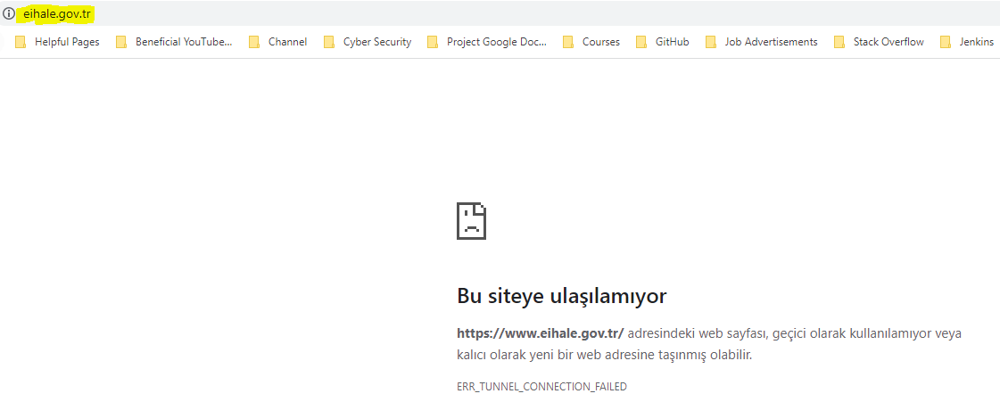 eihale.gov.tr
Helpful Pages Beneficial YouTube... Channel Cyber Security Project Google Doc... Courses GitHub Job Advertisements Stack Overflow Jenkins
Bu siteye ulaşılamıyor
https://www.eihale.gov.tr/ adresindeki web sayfası, geçici olarak kullanılamıyor veya
kalıcı olarak yeni bir web adresine taşınmış olabilir.
ERR_TUNNEL_CONNECTION_FAILED